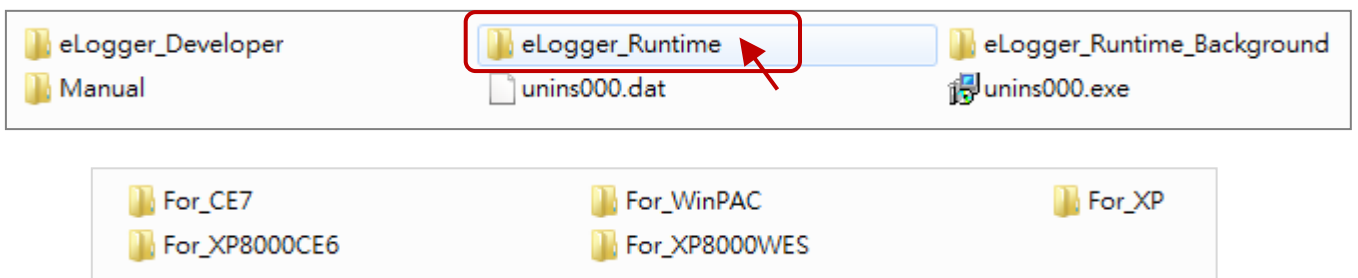 eLogger_Developer eLogger_Runtime eLogger_Runtime_Background
Manual unins000.dat unins000.exe
For_CE7 For_WinPAC For_XP
For_XP8000CE6 For_XP8000WES